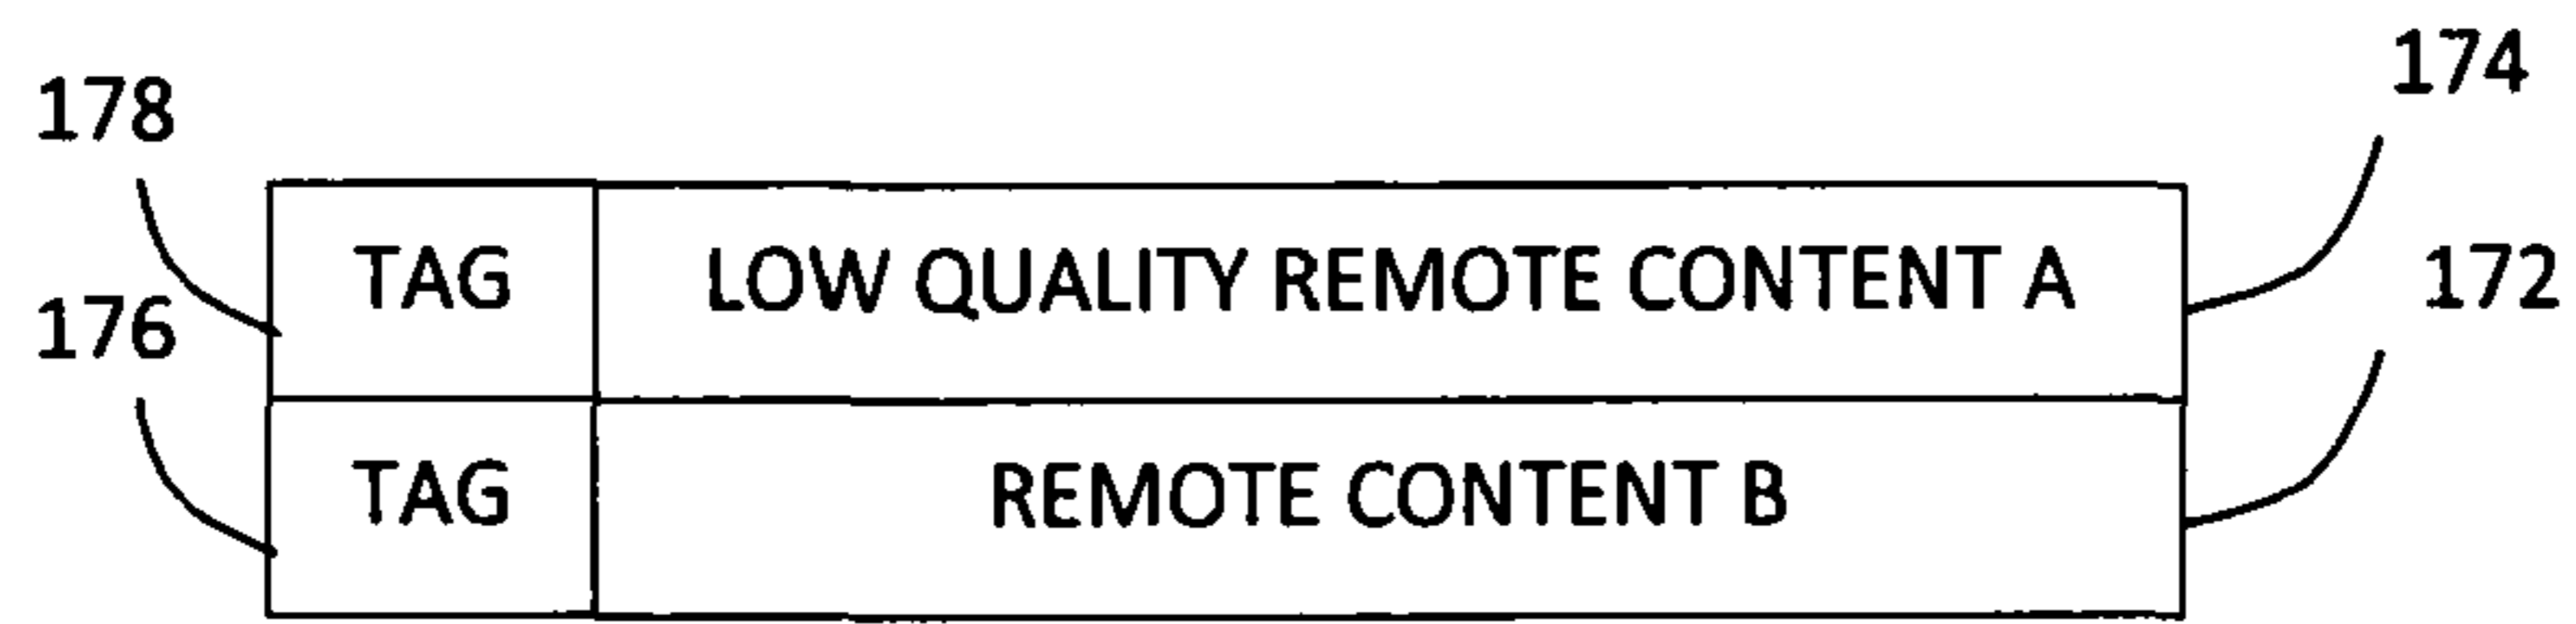 174
178
TAG LOW QUALITY REMOTE CONTENT A
172
176
TAG REMOTE CONTENT B